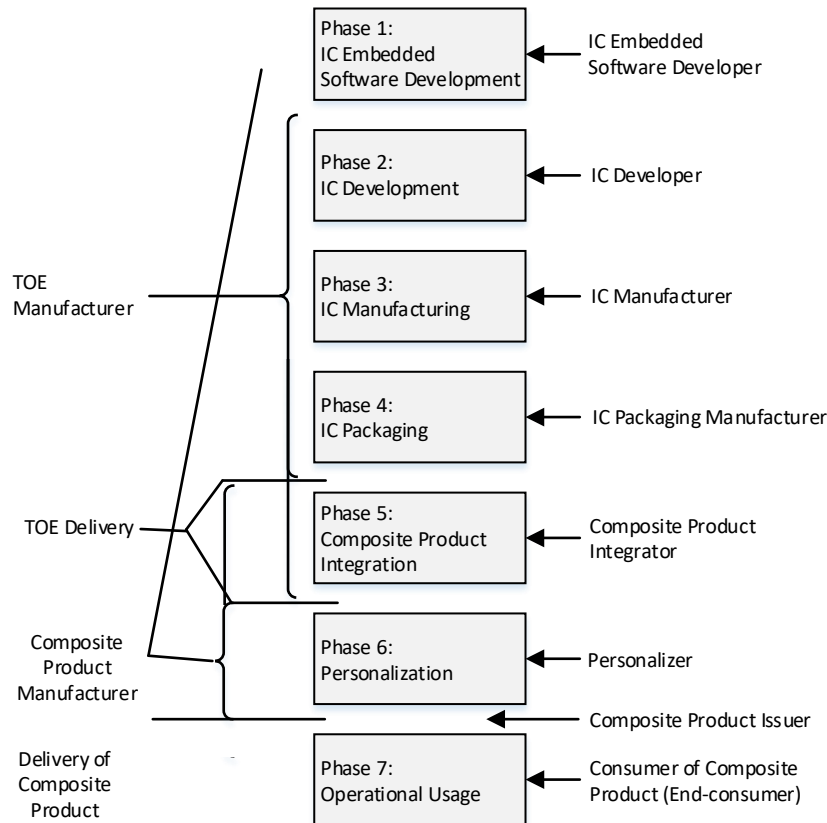 Phase 1:
IC Embedded
Software Development
IC Embedded
Software Developer
Phase 2:
IC Development
IC Developer
TOE
Manufacturer
Phase 3:
IC Manufacturing
IC Manufacturer
Phase 4:
IC Packaging
IC Packaging Manufacturer
TOE Delivery
Phase 5:
Composite Product
Integration
Composite Product
Integrator
Composite
Product
Manufacturer
Phase 6:
Personalization
Personalizer
Composite Product Issuer
Delivery of
Composite
Product
Phase 7:
Operational Usage
Consumer of Composite
Product (End-consumer)